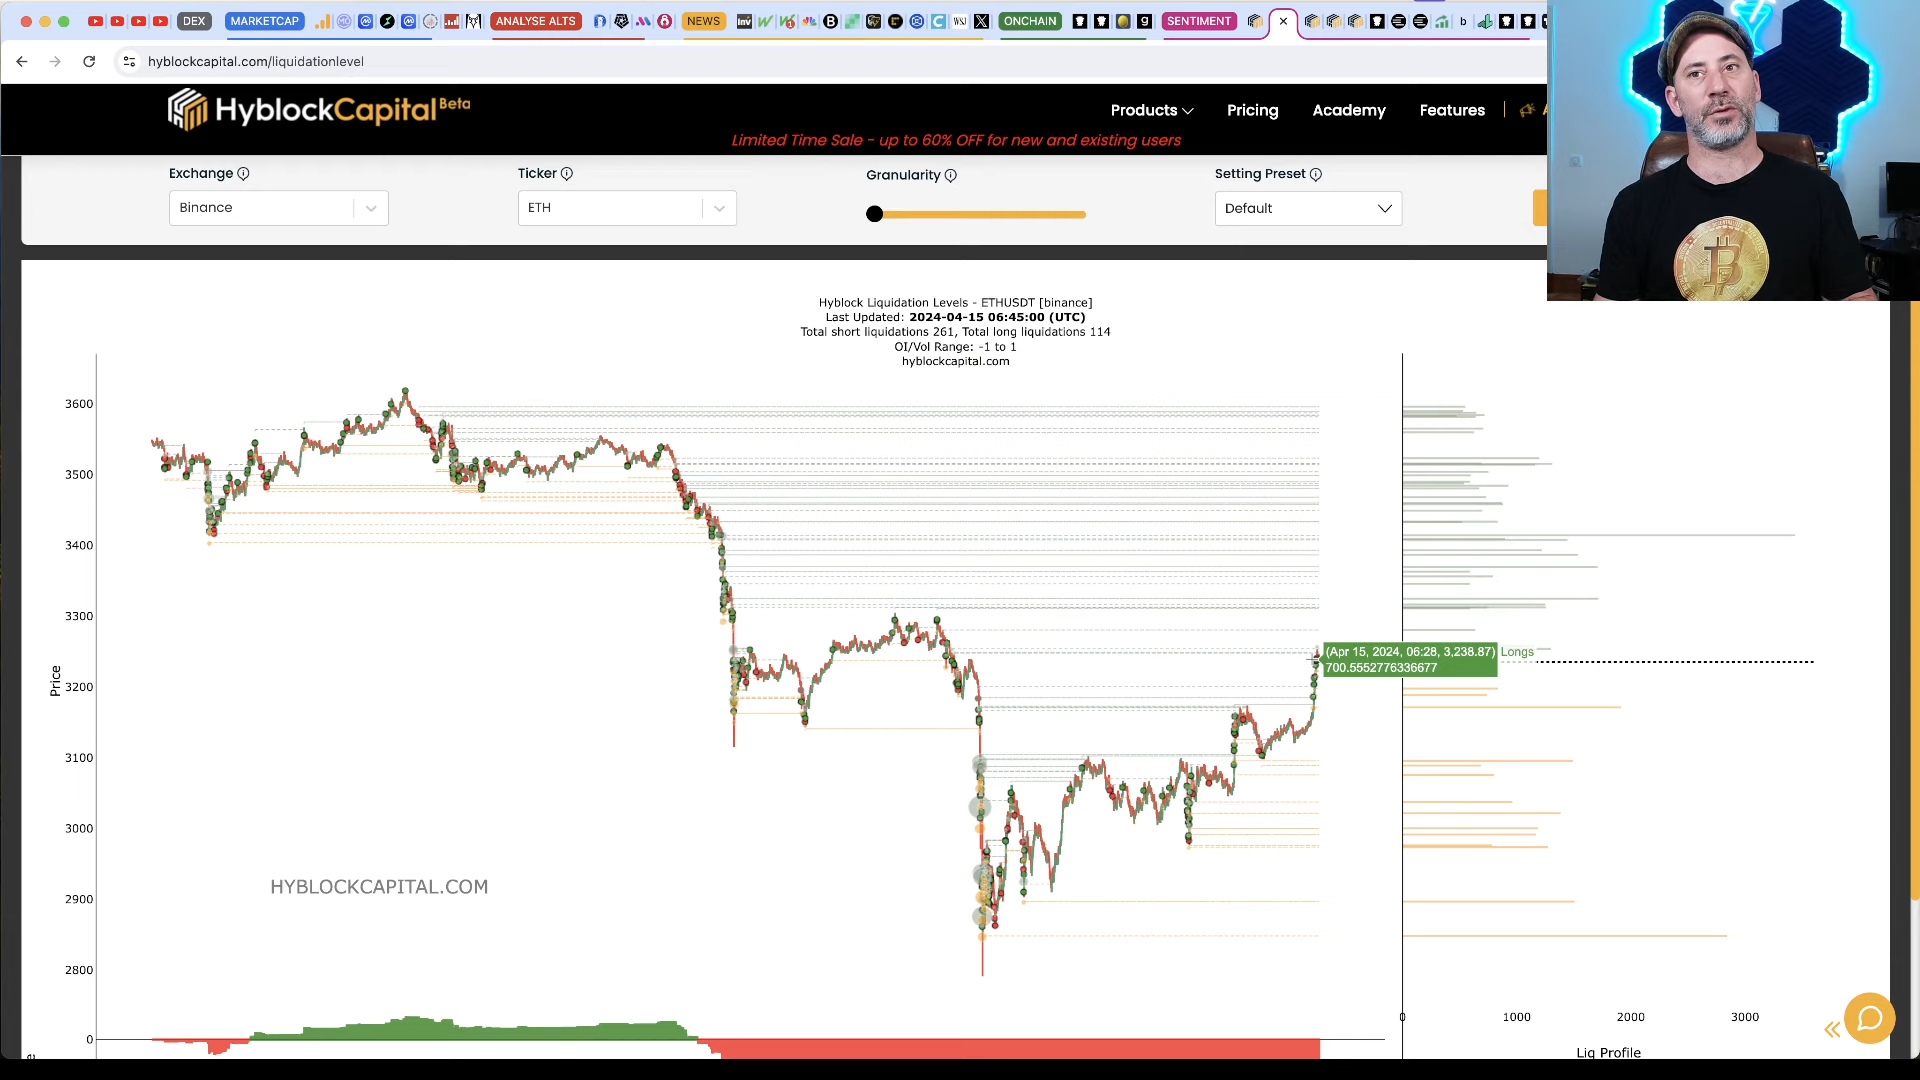 DEX
MARKETCAP
ANALYSE ALTS
NEWS
ONCHAIN
SENTIMENT
hyblockcapital.com/liquidationlevel
HyblockCapital Beta
Products
Pricing
Academy
Features
Limited Time Sale - up to 60% OFF for new and existing users
Exchange
Ticker
Granularity
Setting Preset
Binance
ETH
Default
Hyblock Liquidation Levels - ETHUSDT [binance]
Last Updated: 2024-04-15 06:45:00 (UTC)
Total short liquidations 261, Total long liquidations 114
OI/Vol Range: -1 to 1
hyblockcapital.com
3600
3500
3400
3300
3200
3100
3000
2900
2800
0
Price
(Apr 15, 2024, 06:28, 3,238.87)
700.5552776336677
Longs
HYBLOCKCAPITAL.COM
0
1000
2000
3000
Liq Profile